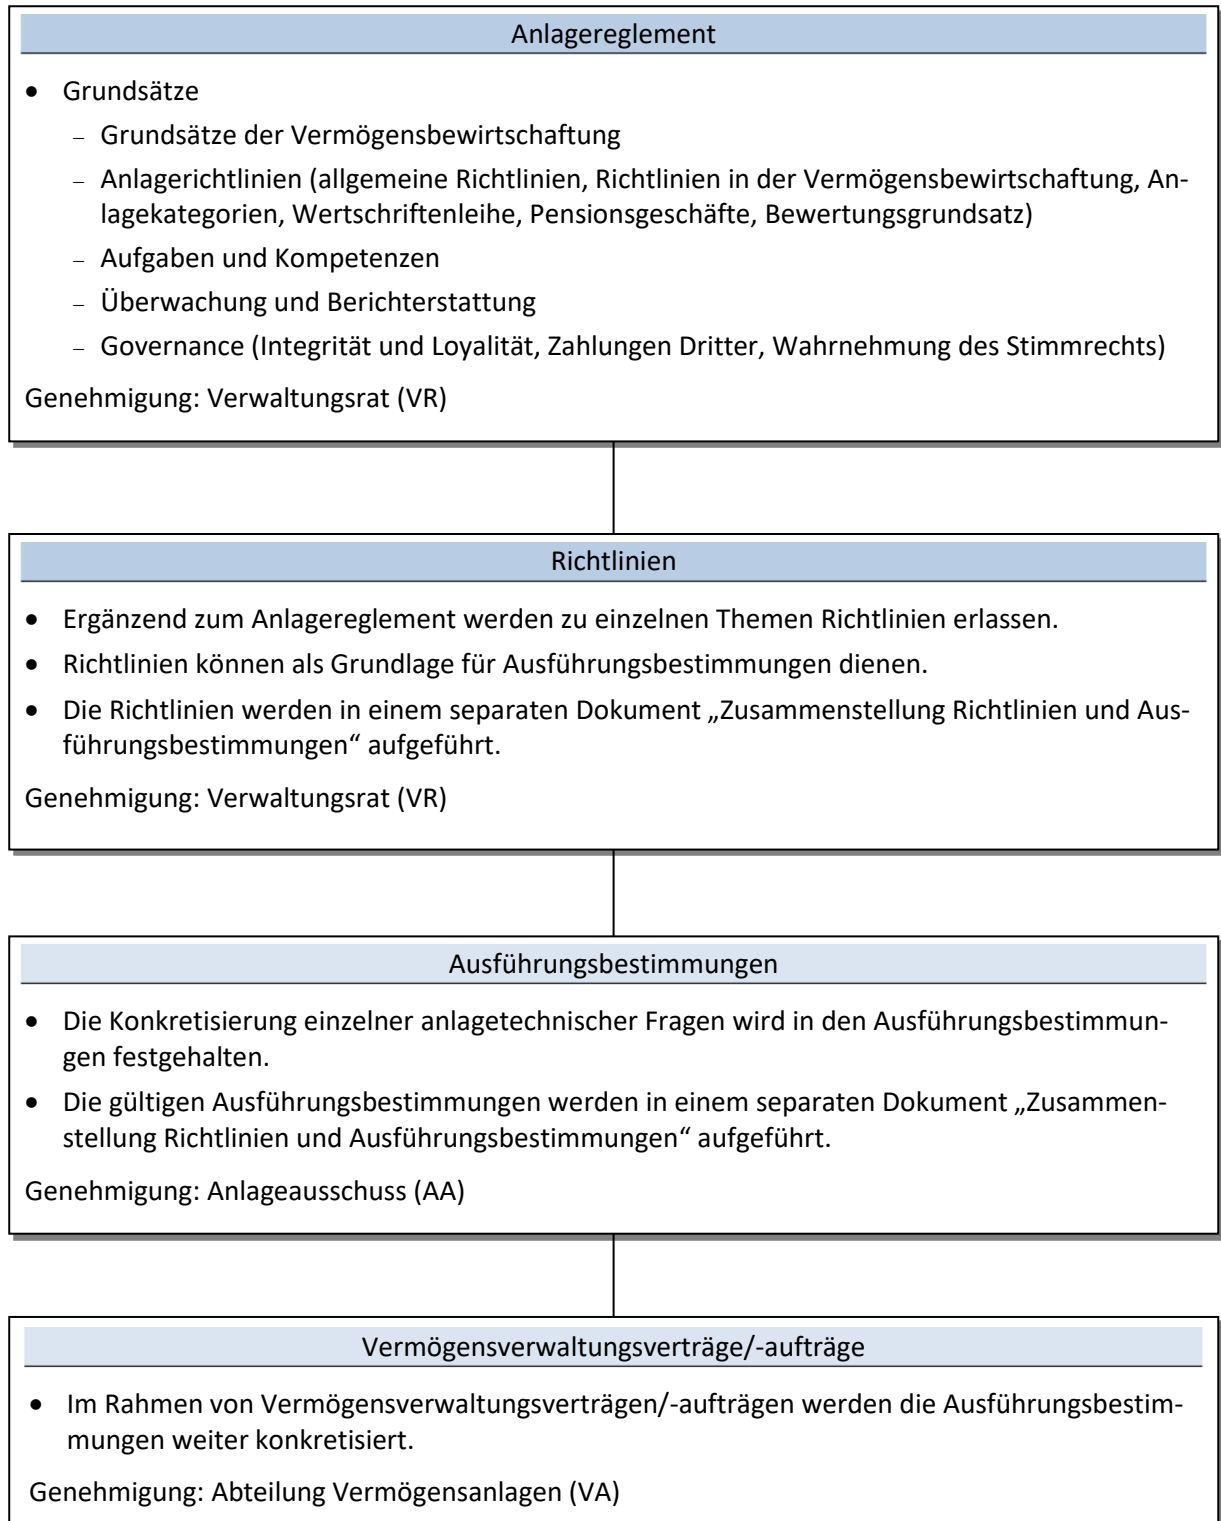 Anlagereglement
• Grundsätze
– Grundsätze der Vermögensbewirtschaftung
– Anlagerichtlinien (allgemeine Richtlinien, Richtlinien in der Vermögensbewirtschaftung, An-
lagekategorien, Wertschriftenleihe, Pensionsgeschäfte, Bewertungsgrundsatz)
– Aufgaben und Kompetenzen
– Überwachung und Berichterstattung
– Governance (Integrität und Loyalität, Zahlungen Dritter, Wahrnehmung des Stimmrechts)
Genehmigung: Verwaltungsrat (VR)
Richtlinien
• Ergänzend zum Anlagereglement werden zu einzelnen Themen Richtlinien erlassen.
• Richtlinien können als Grundlage für Ausführungsbestimmungen dienen.
• Die Richtlinien werden in einem separaten Dokument „Zusammenstellung Richtlinien und Aus-
führungsbestimmungen“ aufgeführt.
Genehmigung: Verwaltungsrat (VR)
Ausführungsbestimmungen
• Die Konkretisierung einzelner anlagetechnischer Fragen wird in den Ausführungsbestimmun-
gen festgehalten.
• Die gültigen Ausführungsbestimmungen werden in einem separaten Dokument „Zusammen-
stellung Richtlinien und Ausführungsbestimmungen“ aufgeführt.
Genehmigung: Anlageausschuss (AA)
Vermögensverwaltungsverträge/-aufträge
• Im Rahmen von Vermögensverwaltungsverträgen/-aufträgen werden die Ausführungsbestim-
mungen weiter konkretisiert.
Genehmigung: Abteilung Vermögensanlagen (VA)